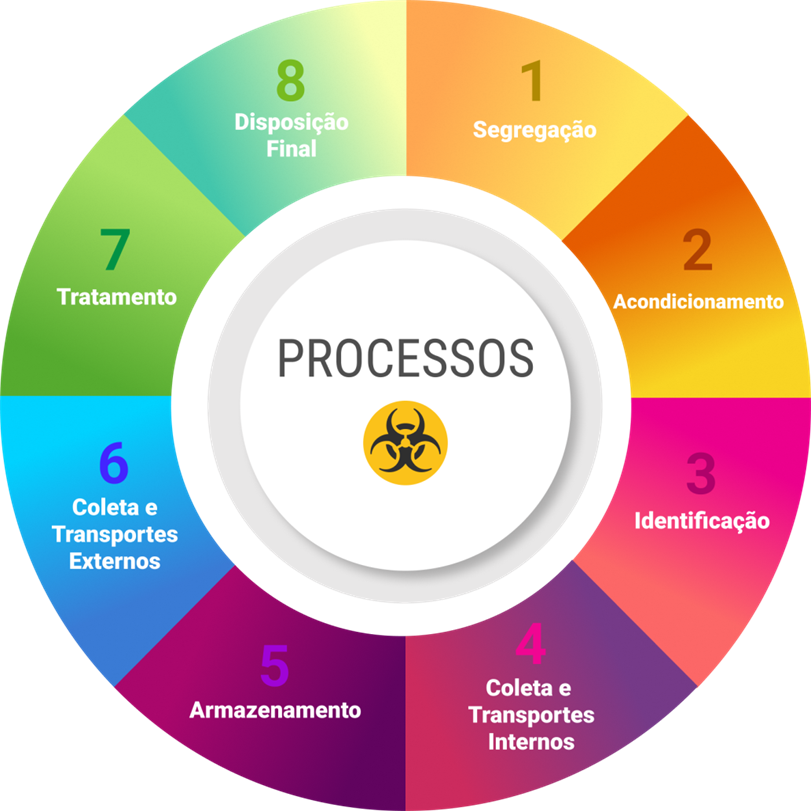 PROCESSOS
1
Segregação
2
Acondicionamento
3
Identificação
4
Coleta e
Transportes
Internos
5
Armazenamento
6
Coleta e
Transportes
Externos
7
Tratamento
8
Disposição
Final